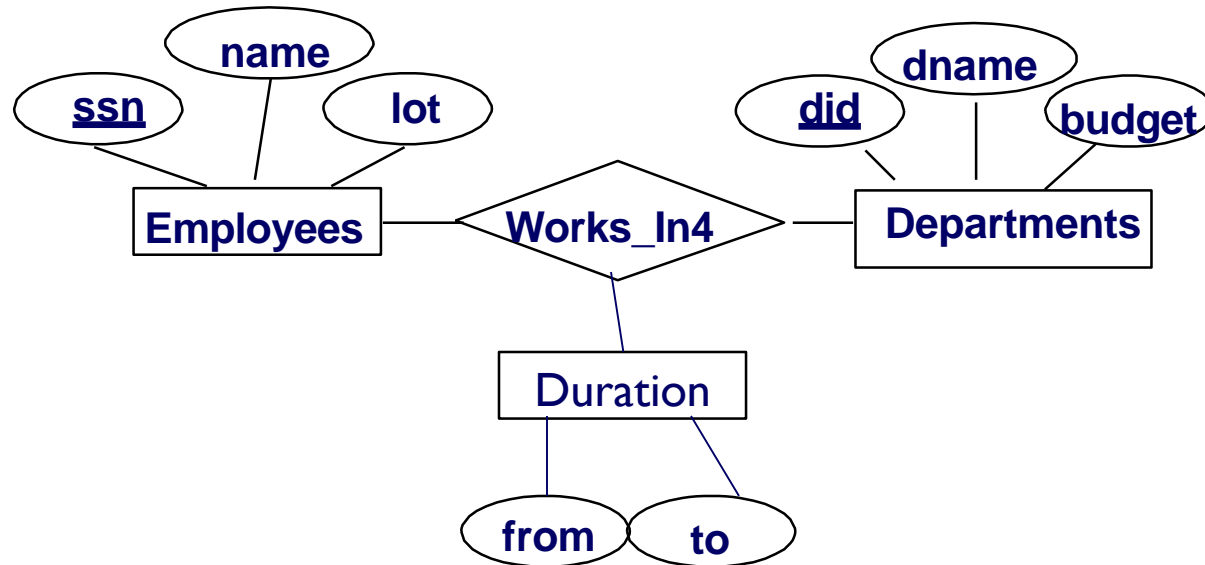 name
ssn
lot
dname
did
budget
Employees
Works_In4
Departments
Duration
from
to